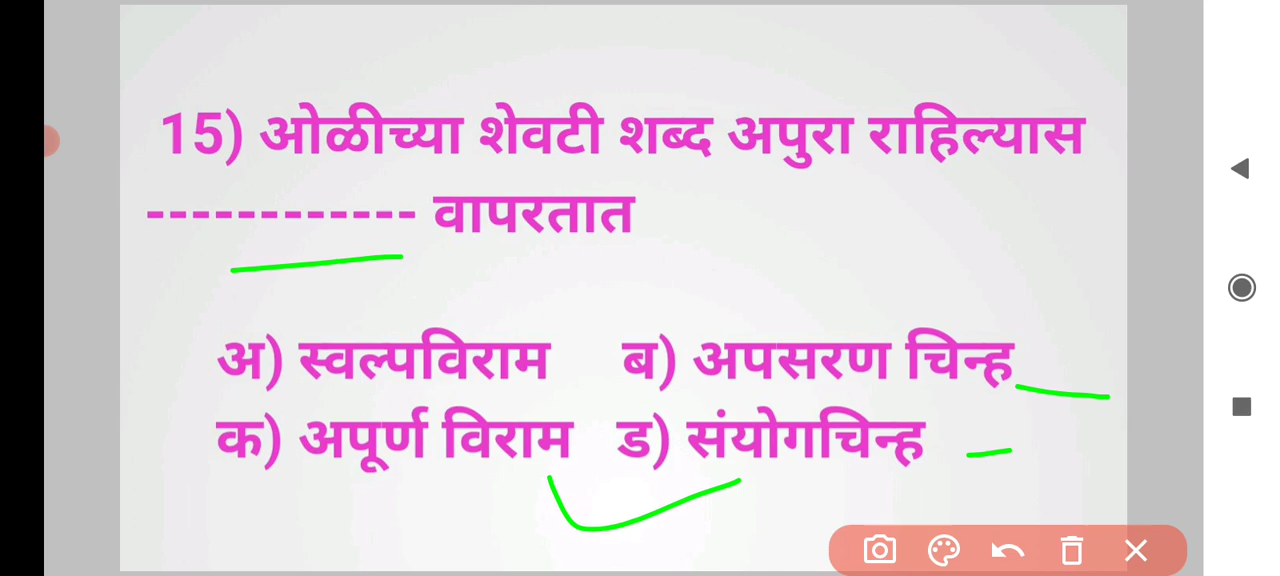 15) ओळीच्या शेवटी शब्द अपुरा राहिल्यास
------------ वापरतात
अ) स्वल्पविराम ब) अपसरण चिन्ह
क) अपूर्ण विराम ड) संयोगचिन्ह